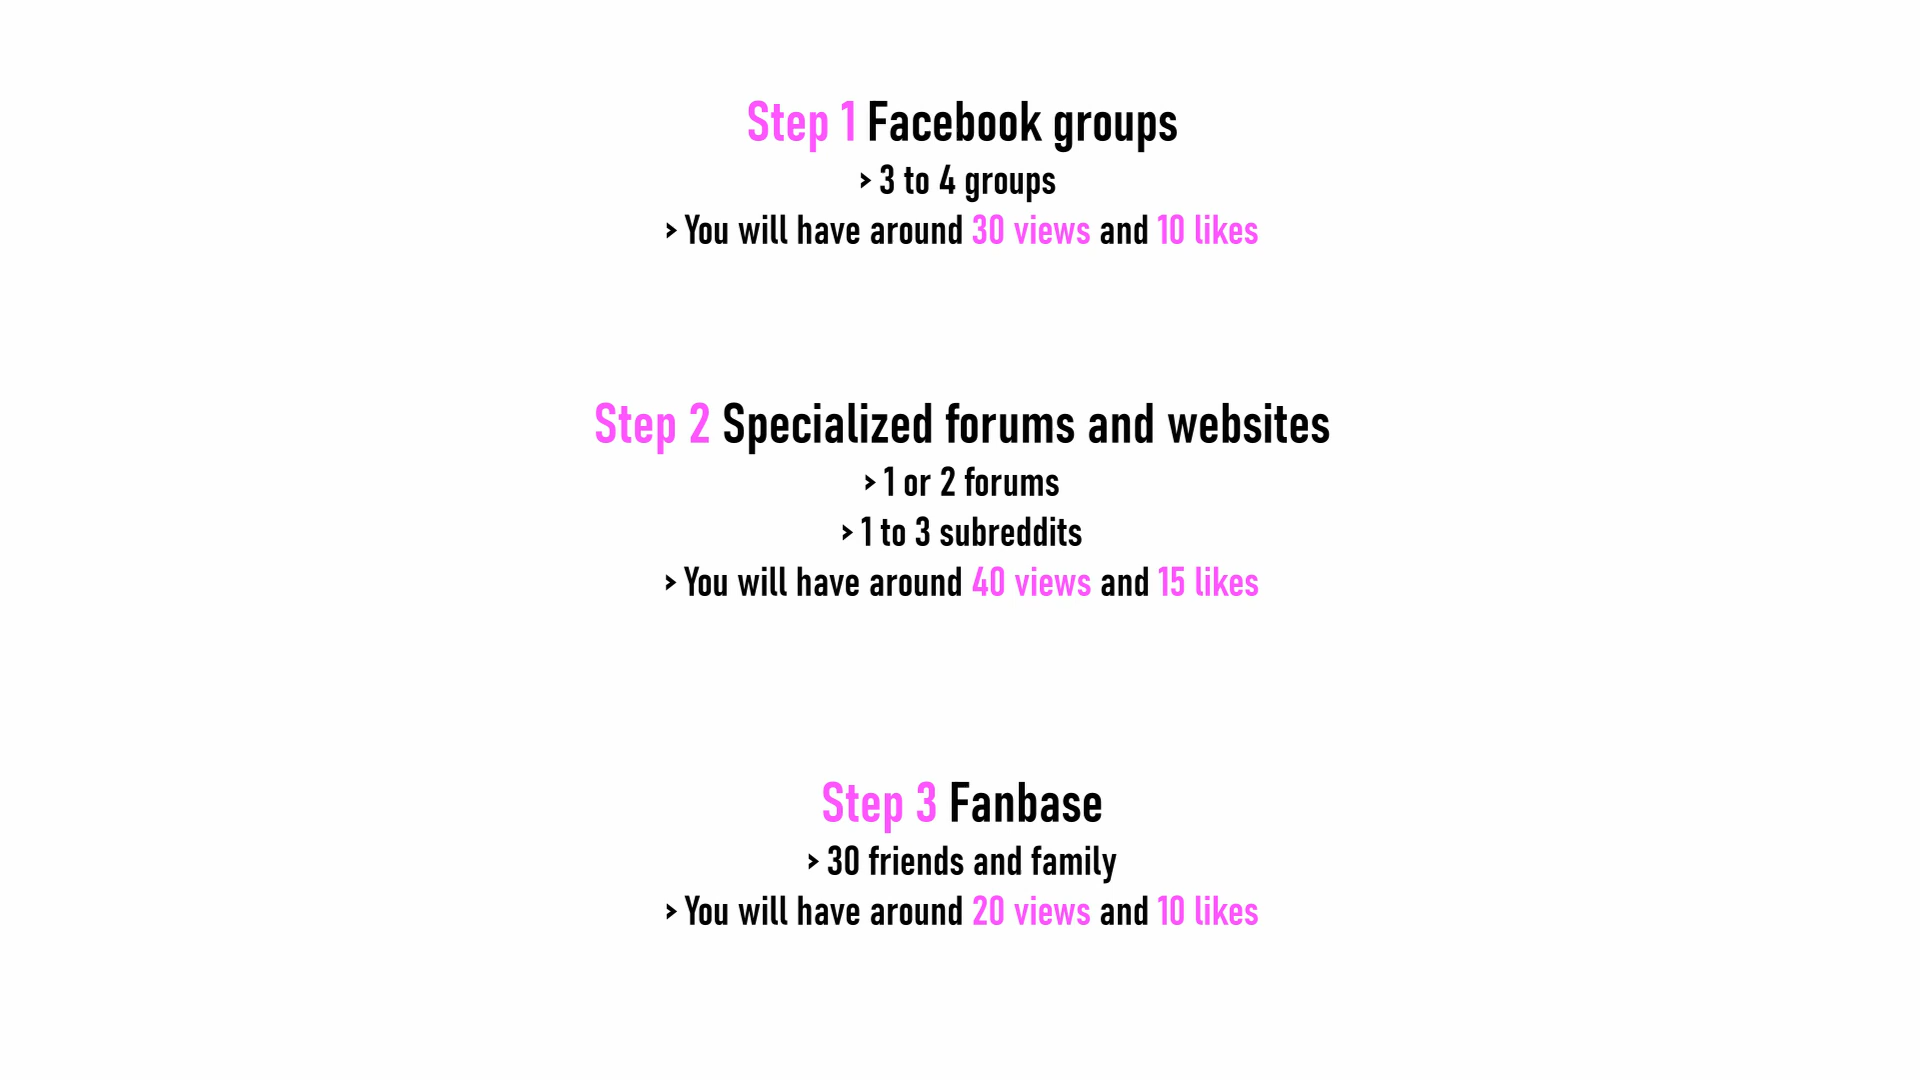 Step 1 Facebook groups
> 3 to 4 groups
> You will have around 30 views and 10 likes
Step 2 Specialized forums and websites
> 1 or 2 forums
> 1 to 3 subreddits
> You will have around 40 views and 15 likes
Step 3 Fanbase
> 30 friends and family
> You will have around 20 views and 10 likes